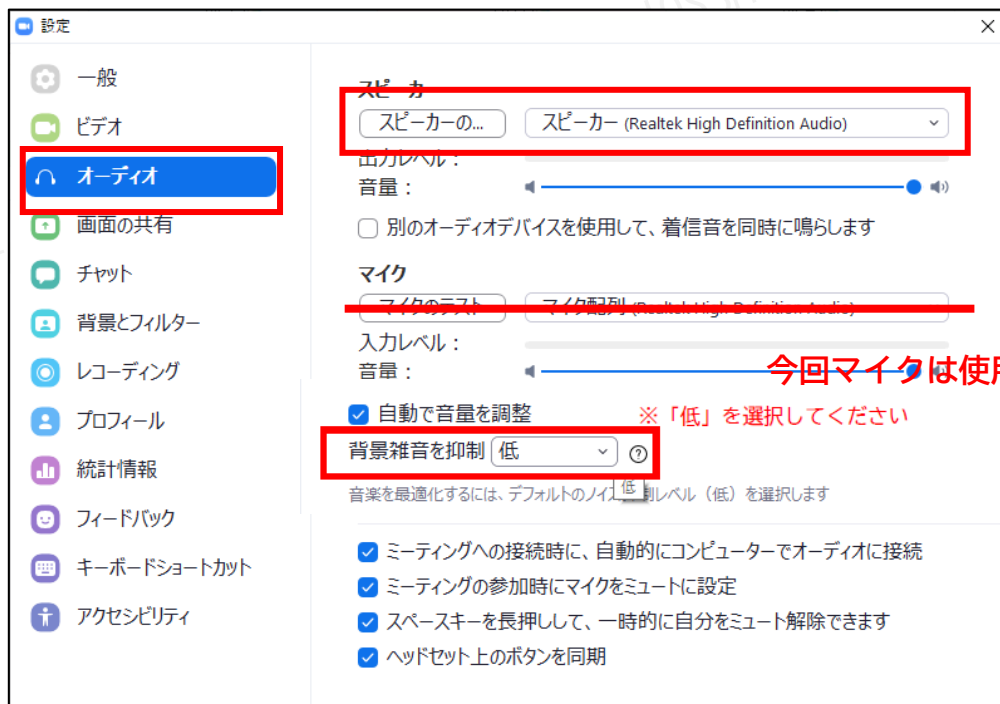 設定
一般
ビデオ
オーディオ
画面の共有
チャット
背景とフィルター
レコーディング
プロフィール
統計情報
フィードバック
キーボードショートカット
アクセシビリティ
スピーカ
スピーカーの... スピーカー (Realtek High Definition Audio)
出力レベル：
音量：
別のオーディオデバイスを使用して、着信音を同時に鳴らします
マイク
マイクのテスト マイク配列 (Realtek High Definition Audio)
入力レベル：
音量：
今回マイクは使用
自動で音量を調整
※「低」を選択してください
背景雑音を抑制 低
低
音楽を最適化するには、デフォルトのノイズ抑制レベル（低）を選択します
ミーティングへの接続時に、自動的にコンピューターでオーディオに接続
ミーティングの参加時にマイクをミュートに設定
スペースキーを長押しして、一時的に自分をミュート解除できます
ヘッドセット上のボタンを同期